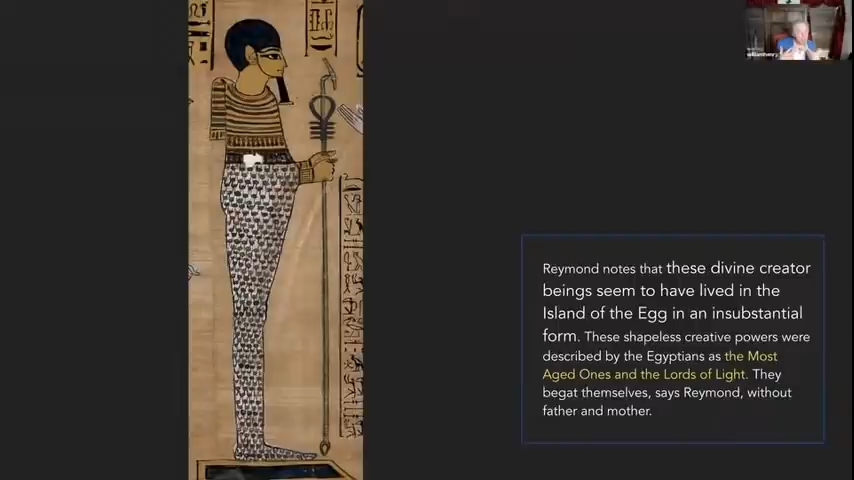 williamhenry
Reymond notes that these divine creator
beings seem to have lived in the
Island of the Egg in an insubstantial
form. These shapeless creative powers were
described by the Egyptians as the Most
Aged Ones and the Lords of Light. They
begat themselves, says Reymond, without
father and mother.